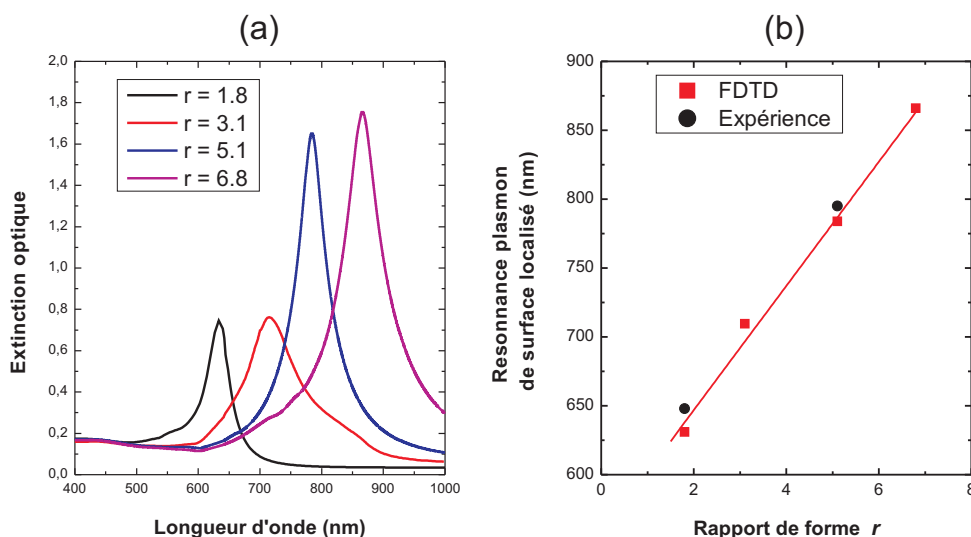 (a)
2,0
1,8
1,6
1,4
1,2
1,0
0,8
0,6
0,4
0,2
0,0
Extinction optique
r = 1.8
r = 3.1
r = 5.1
r = 6.8
400 500 600 700 800 900 1000
Longueur d'onde (nm)
(b)
900
850
800
750
700
650
600
Resonnance plasmon
de surface localisé (nm)
FDTD
Expérience
0 2 4 6 8
Rapport de forme r